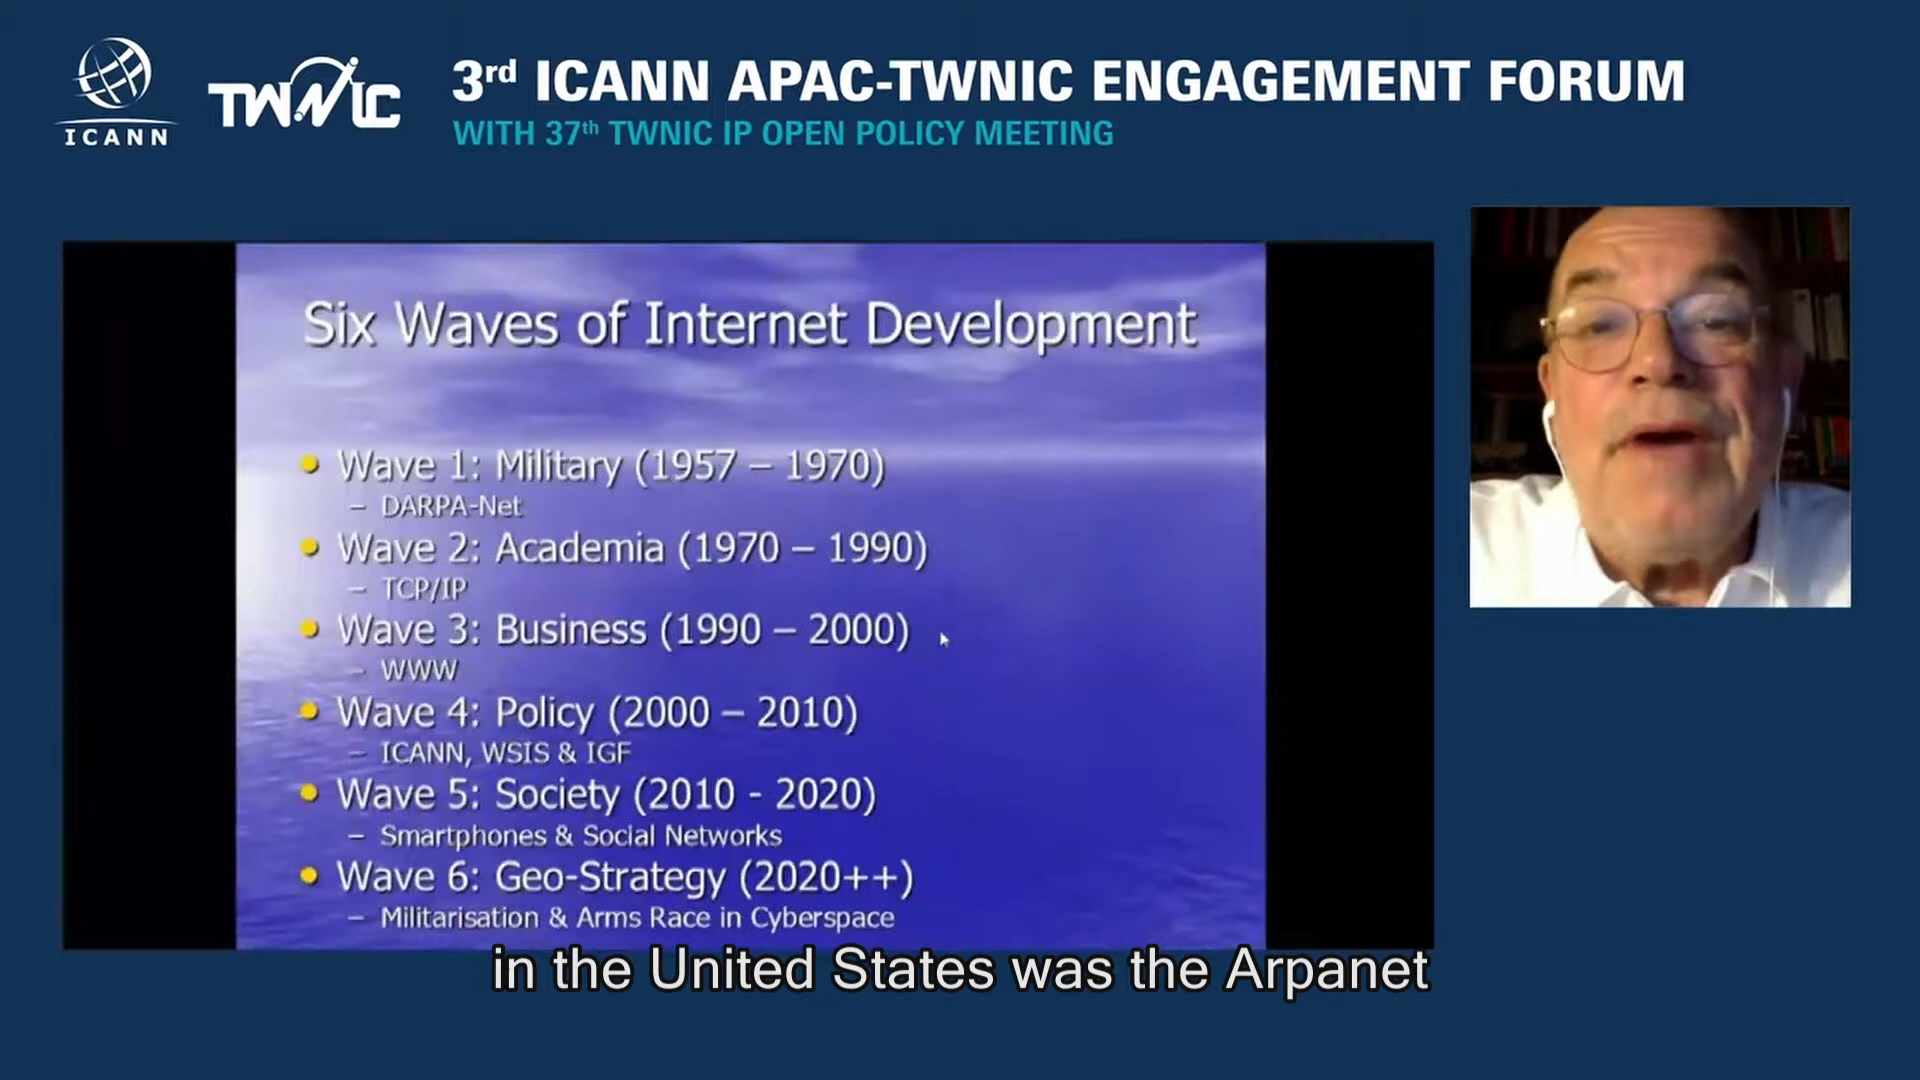 ICANN
TWNIC
3rd ICANN APAC-TWNIC ENGAGEMENT FORUM
WITH 37th TWNIC IP OPEN POLICY MEETING
Six Waves of Internet Development
Wave 1: Military (1957 – 1970)
– DARPA-Net
Wave 2: Academia (1970 – 1990)
– TCP/IP
Wave 3: Business (1990 – 2000)
– WWW
Wave 4: Policy (2000 – 2010)
– ICANN, WSIS & IGF
Wave 5: Society (2010 - 2020)
– Smartphones & Social Networks
Wave 6: Geo-Strategy (2020++)
– Militarisation & Arms Race in Cyberspace
in the United States was the Arpanet